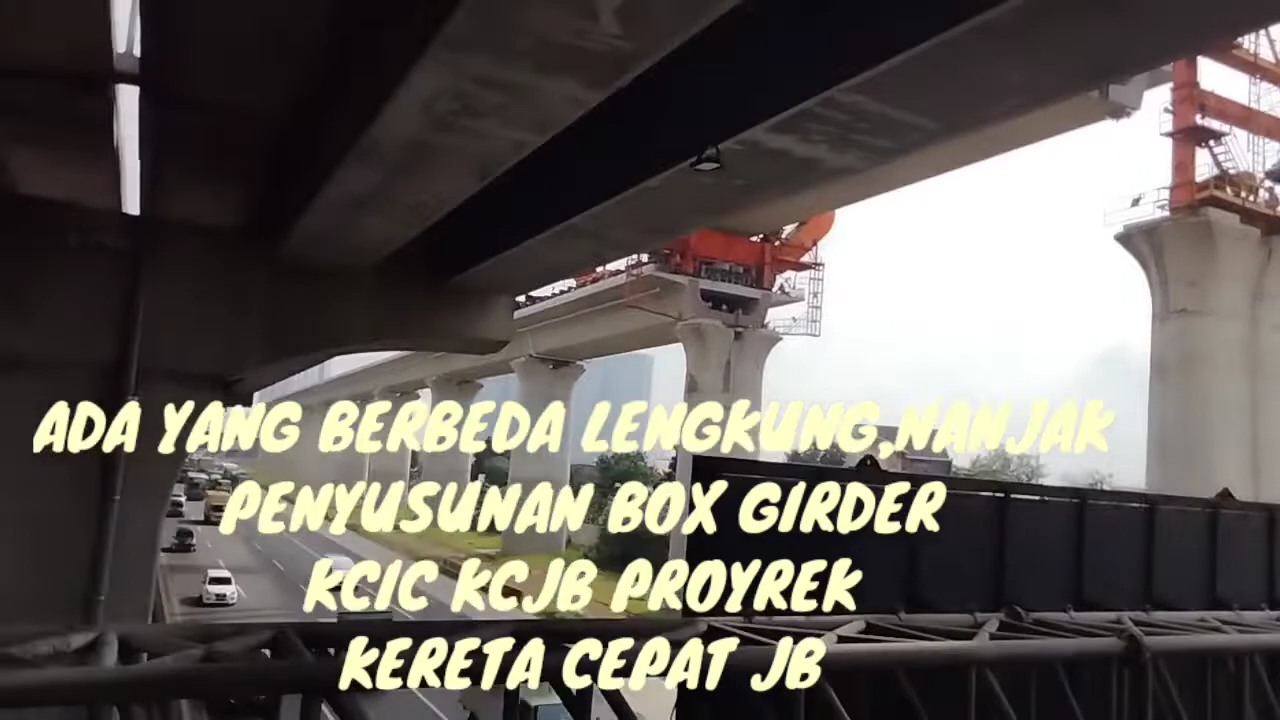 ADA YANG BERBEDA LENGKUNG,NANJAK
PENYUSUNAN BOX GIRDER
KCIC KCJB PROYREK
KERETA CEPAT JB